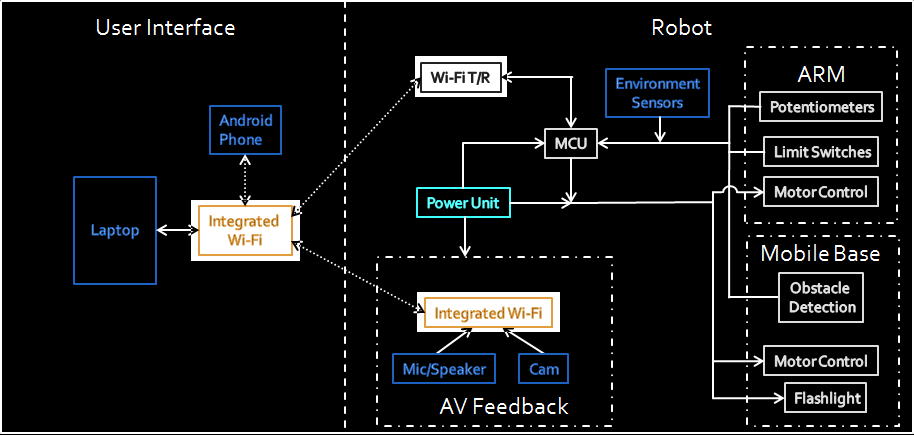 User Interface
Robot
Wi-Fi T/R
Environment
Sensors
ARM
Potentiometers
Android
Phone
MCU
Limit Switches
Motor Control
Power Unit
Integrated
Wi-Fi
Laptop
Mobile Base
Obstacle
Detection
Integrated Wi-Fi
Mic/Speaker
Cam
Motor Control
Flashlight
AV Feedback